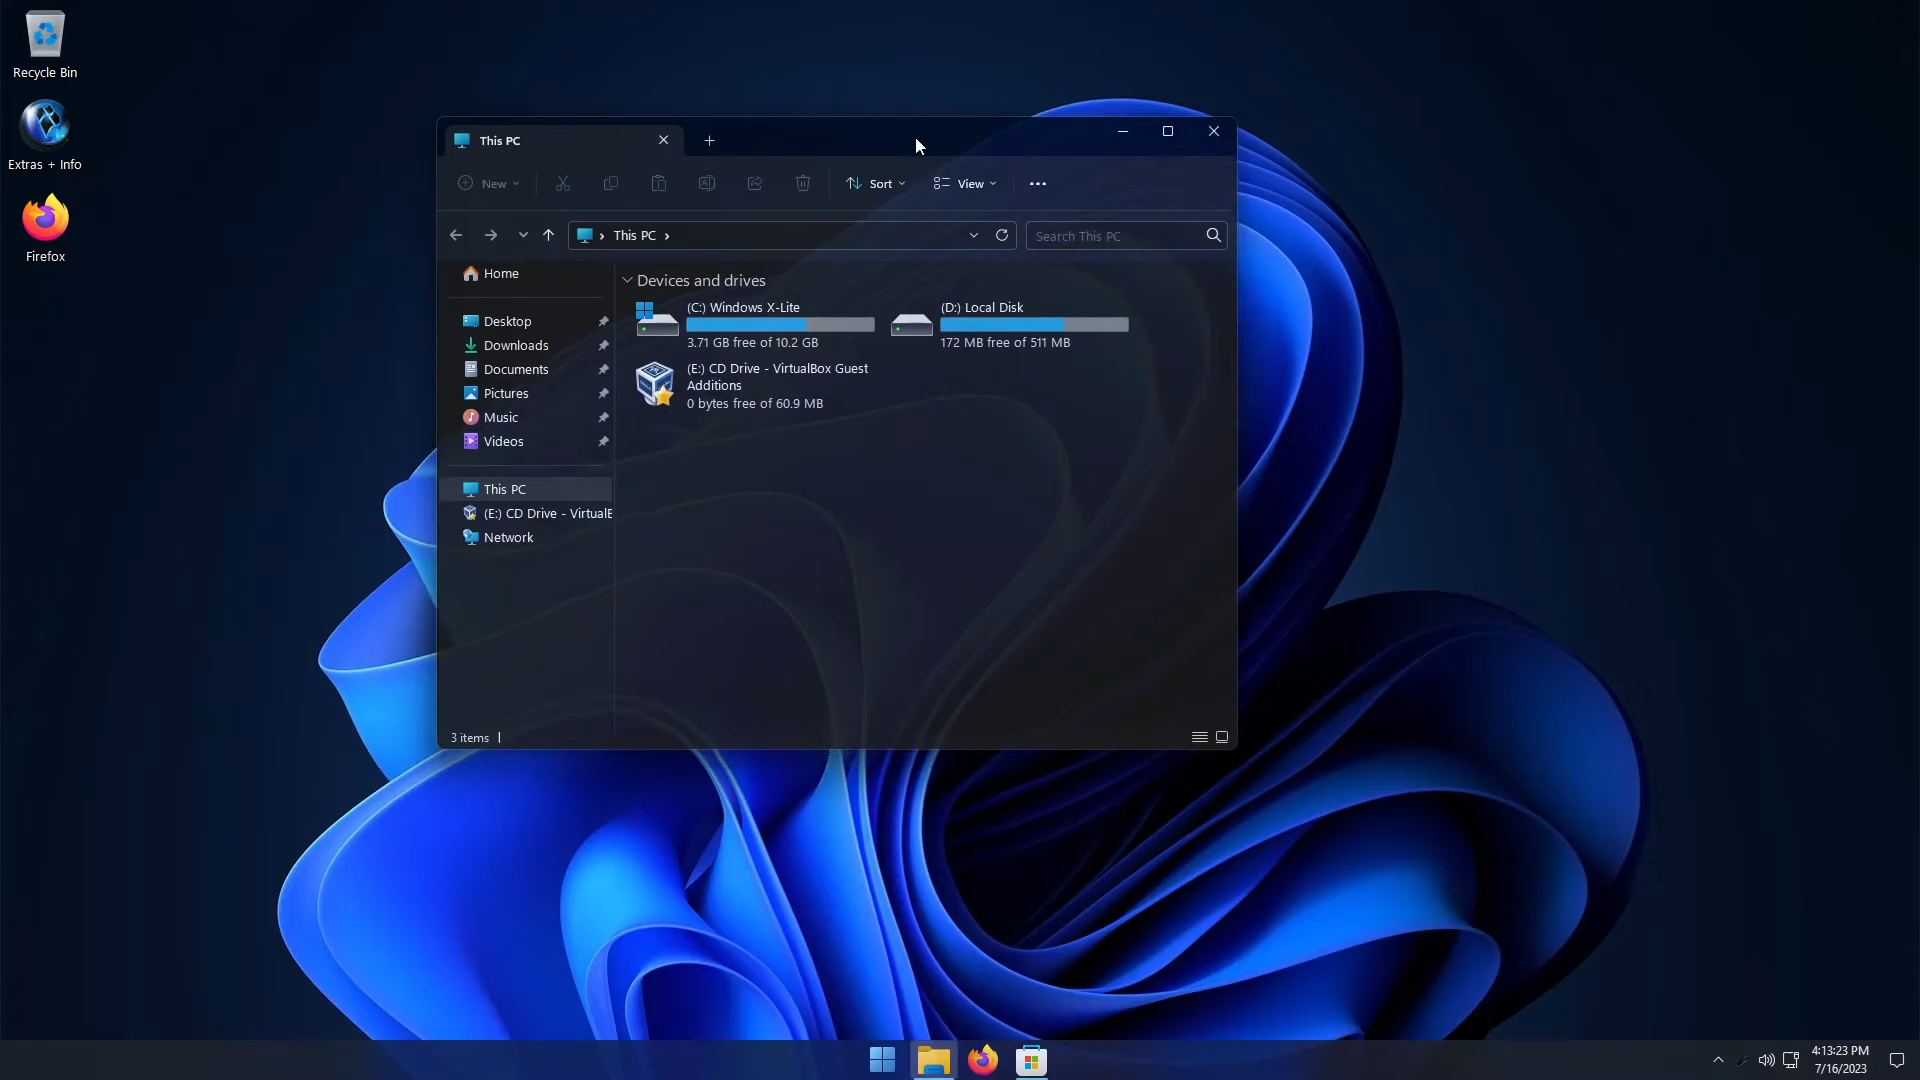 Recycle Bin
Extras + Info
Firefox
This PC
New
Sort
View
This PC
Search This PC
Home
Desktop
Downloads
Documents
Pictures
Music
Videos
This PC
(E:) CD Drive - VirtualB
Network
Devices and drives
(C:) Windows X-Lite
3.71 GB free of 10.2 GB
(D:) Local Disk
172 MB free of 511 MB
(E:) CD Drive - VirtualBox Guest
Additions
0 bytes free of 60.9 MB
3 items
4:13:23 PM
7/16/2023